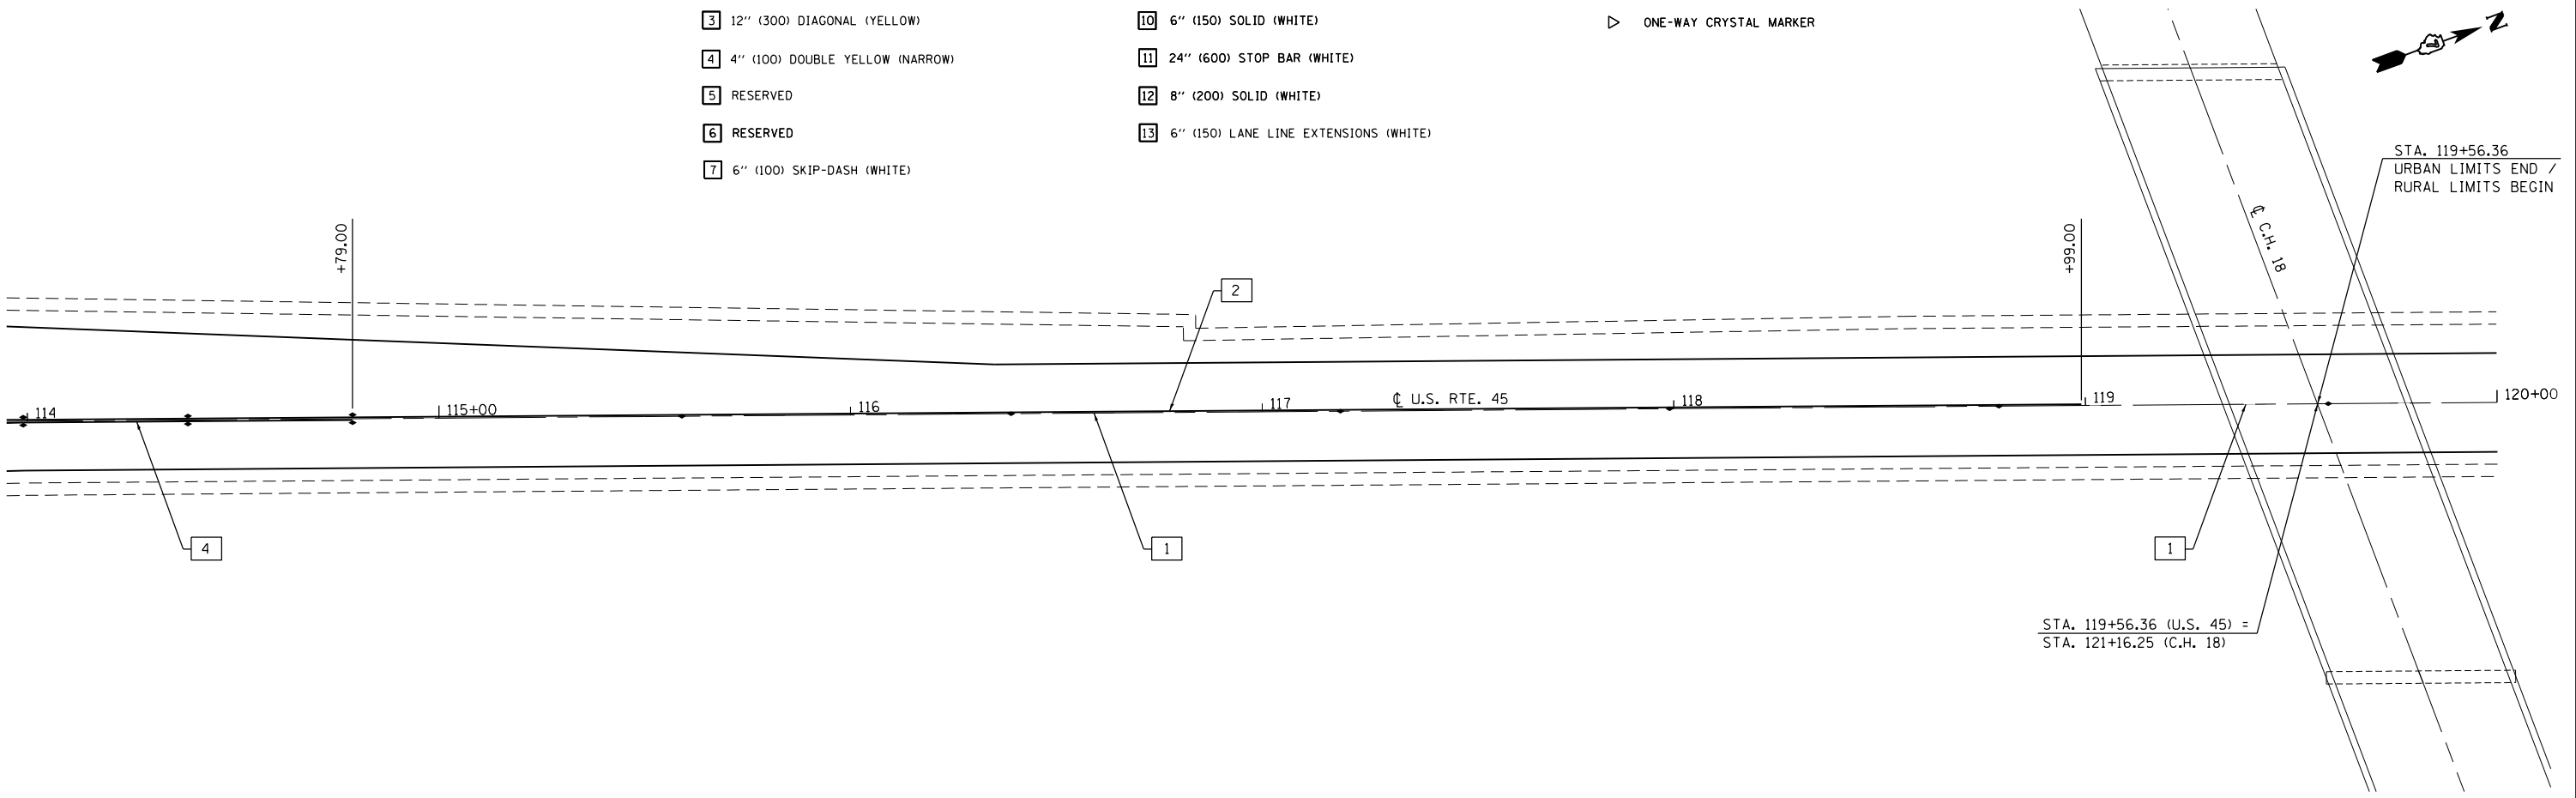 3 12" (300) DIAGONAL (YELLOW)
4 4" (100) DOUBLE YELLOW (NARROW)
5 RESERVED
6 RESERVED
7 6" (100) SKIP-DASH (WHITE)
10 6" (150) SOLID (WHITE)
11 24" (600) STOP BAR (WHITE)
12 8" (200) SOLID (WHITE)
13 6" (150) LANE LINE EXTENSIONS (WHITE)
ONE-WAY CRYSTAL MARKER
N
STA. 119+56.36
URBAN LIMITS END /
RURAL LIMITS BEGIN
℄ C.H. 18
+79.00
+99.00
2
114
115+00
116
117
℄ U.S. RTE. 45
118
119
120+00
4
1
1
STA. 119+56.36 (U.S. 45) =
STA. 121+16.25 (C.H. 18)